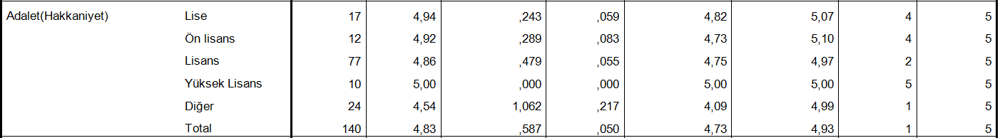 Adalet(Hakkaniyet) Lise 17 4,94 ,243 ,059 4,82 5,07 4 5
Ön lisans 12 4,92 ,289 ,083 4,73 5,10 4 5
Lisans 77 4,86 ,479 ,055 4,75 4,97 2 5
Yüksek Lisans 10 5,00 ,000 ,000 5,00 5,00 5 5
Diğer 24 4,54 1,062 ,217 4,09 4,99 1 5
Total 140 4,83 ,587 ,050 4,73 4,93 1 5